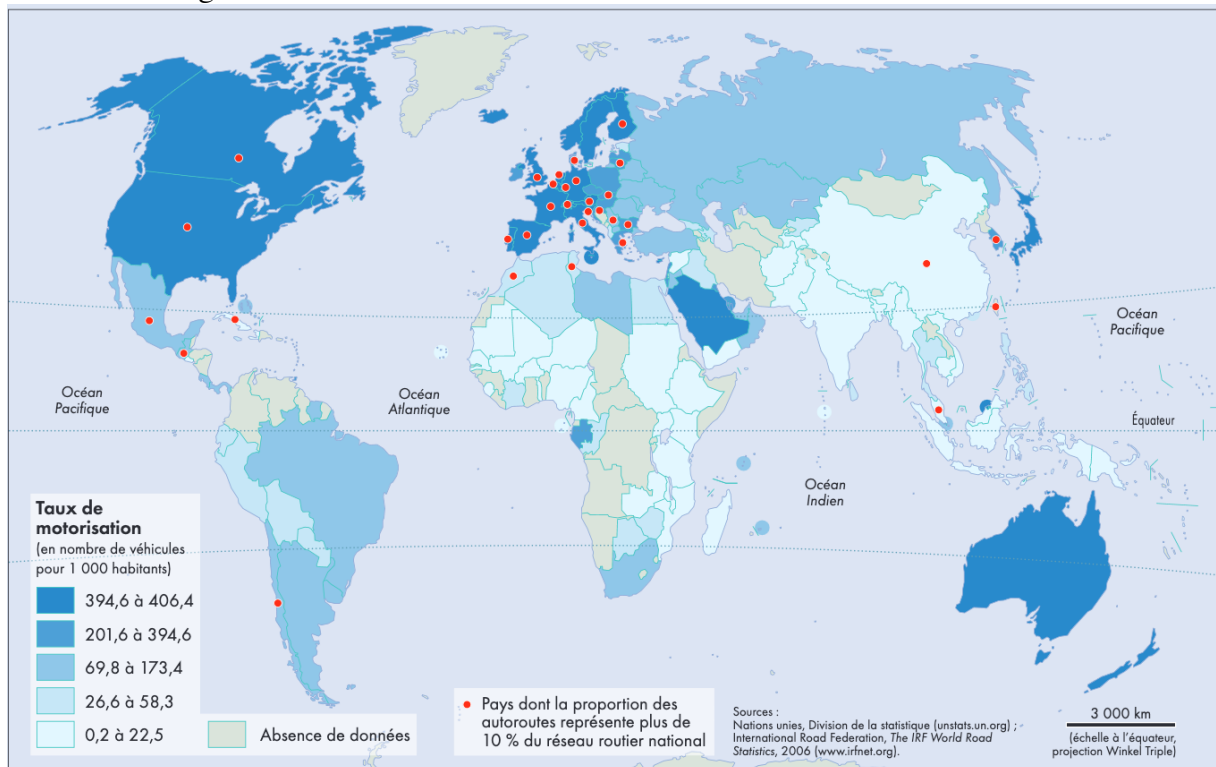 Océan
Pacifique
Océan
Pacifique
Océan
Atlantique
Équateur
Océan
Indien
Taux de
motorisation
(en nombre de véhicules
pour 1 000 habitants)
394,6 à 406,4
201,6 à 394,6
69,8 à 173,4
26,6 à 58,3
0,2 à 22,5
Absence de données
Pays dont la proportion des
autoroutes représente plus de
10 % du réseau routier national
Sources :
Nations unies, Division de la statistique (unstats.un.org) ;
International Road Federation, The IRF World Road
Statistics, 2006 (www.irfnet.org).
3 000 km
(échelle à l'équateur,
projection Winkel Triple)